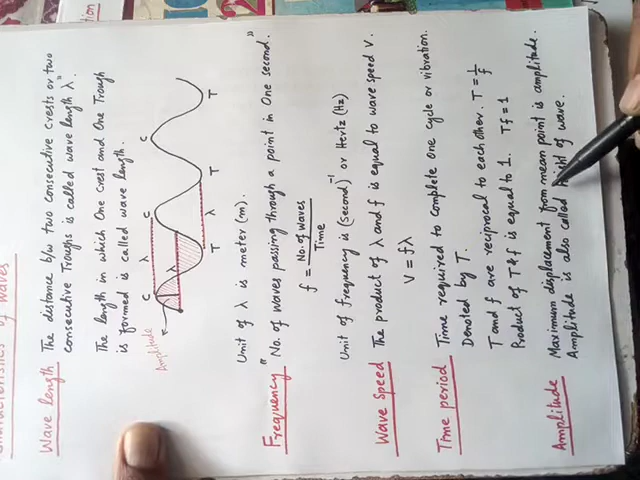 Characteristics of Waves
Wave length The distance b/w two consecutive crests or two
consecutive Troughs is called wave length λ"
The length in which One crest and One Trough
is formed is called wave length.
Amplitude
C λ C C
λ
T λ T T
Unit of λ is meter (m).
Frequency "No. of waves passing through a point in One second."
f = No. of waves / Time
Unit of frequency is (Second)⁻¹ or Hertz (Hz)
Wave speed The product of λ and f is equal to wave speed V.
V = fλ
Time period Time required to complete one cycle or vibration.
Denoted by T.
T and f are reciprocal to each other. T = 1/f
Product of T & f is equal to 1. Tf = 1
Amplitude Maximum displacement from mean point is amplitude.
Amplitude is also called height of wave.